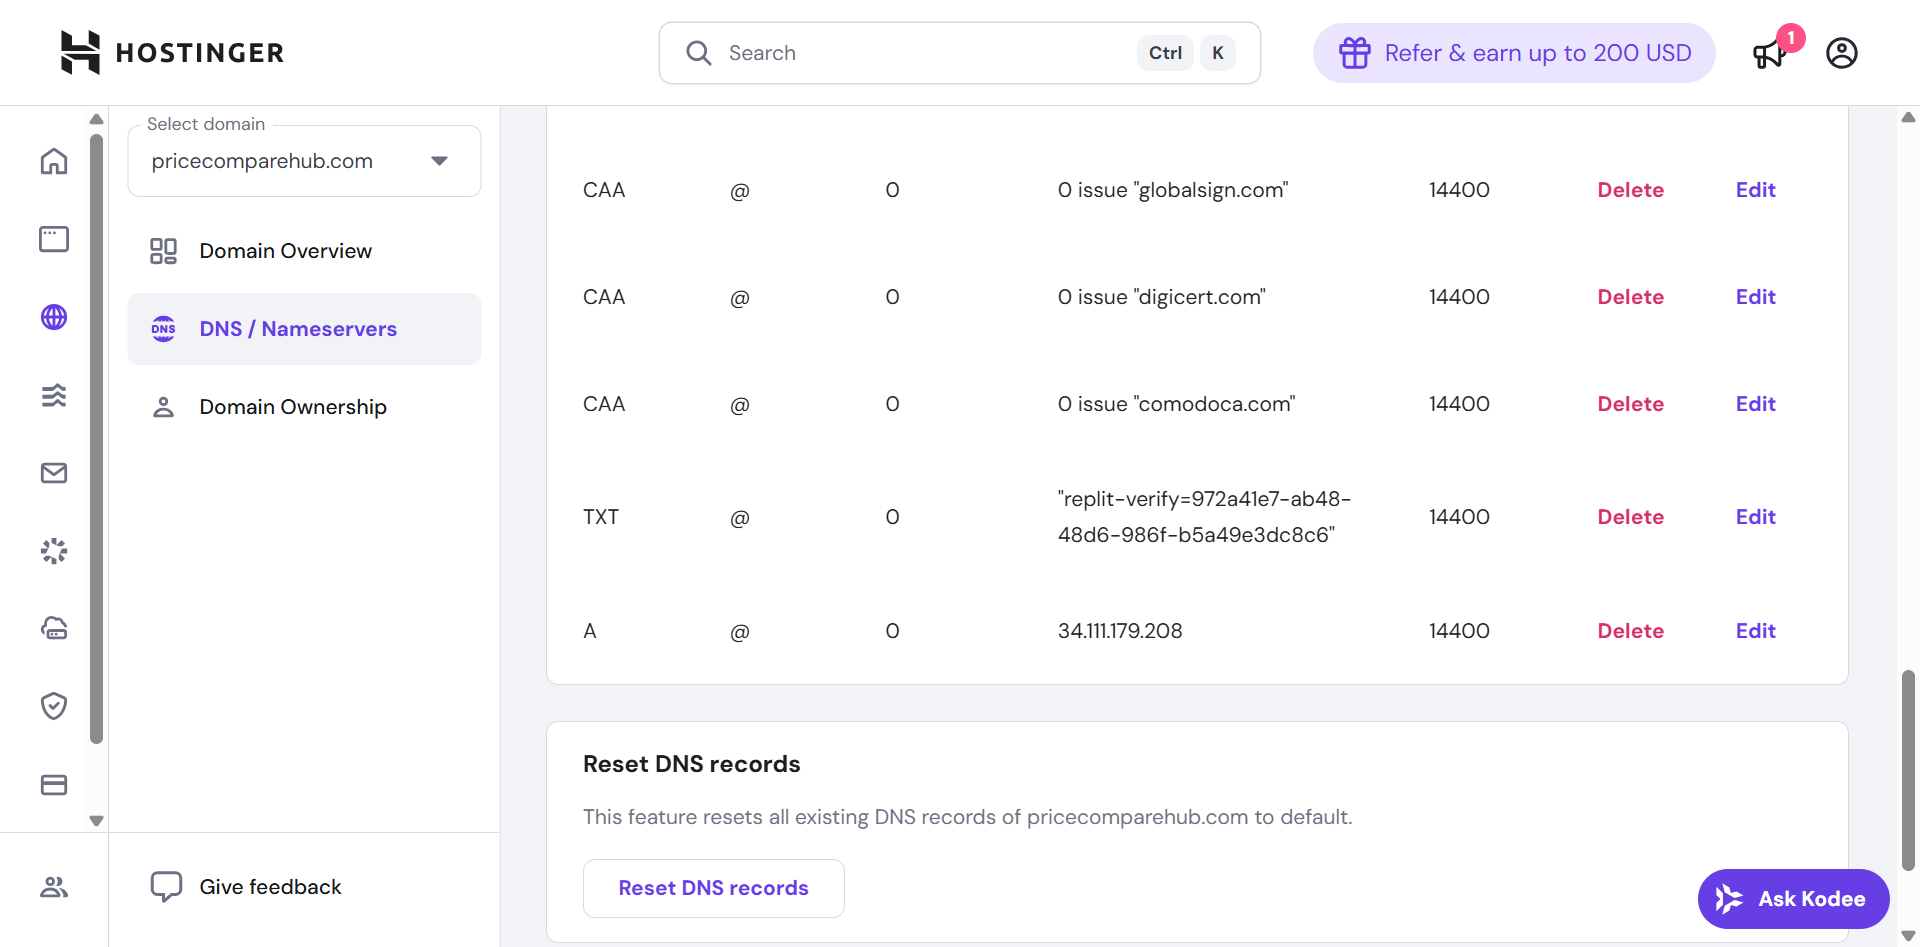 HOSTINGER
Search
Ctrl
K
Refer & earn up to 200 USD
1
Select domain
pricecomparehub.com
Domain Overview
DNS
DNS / Nameservers
Domain Ownership
Give feedback
CAA @ 0 0 issue "globalsign.com" 14400 Delete Edit
CAA @ 0 0 issue "digicert.com" 14400 Delete Edit
CAA @ 0 0 issue "comodoca.com" 14400 Delete Edit
TXT @ 0 "replit-verify=972a41e7-ab48-
48d6-986f-b5a49e3dc8c6" 14400 Delete Edit
A @ 0 34.111.179.208 14400 Delete Edit
Reset DNS records
This feature resets all existing DNS records of pricecomparehub.com to default.
Reset DNS records
Ask Kodee